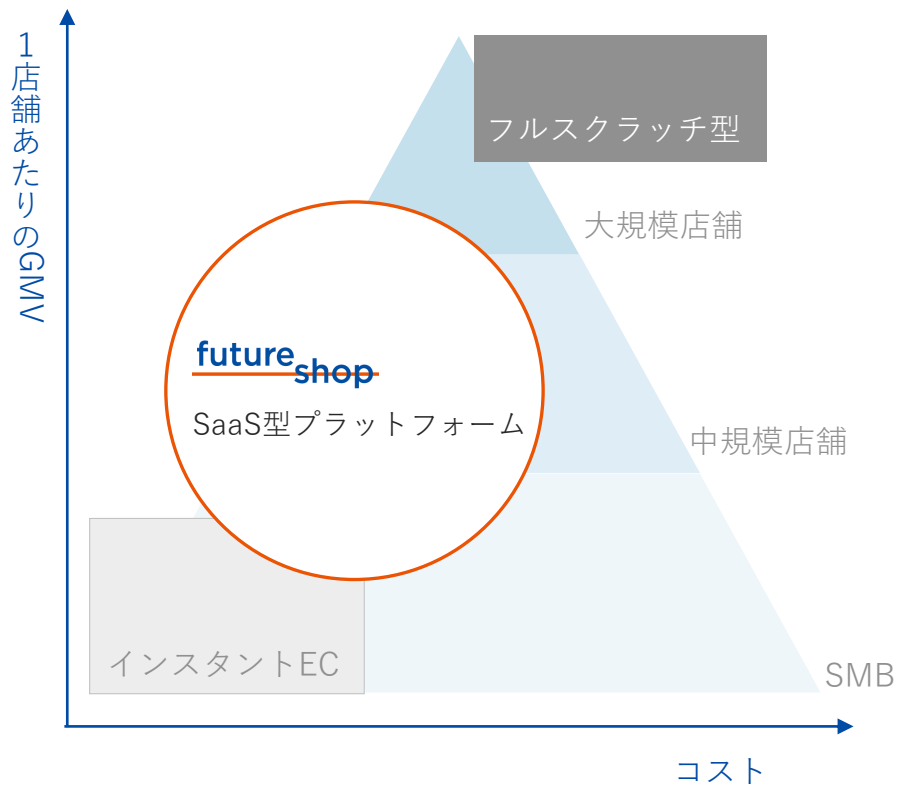 1店舗あたりのGMV
フルスクラッチ型
大規模店舗
future
shop
SaaS型プラットフォーム
中規模店舗
インスタントEC
SMB
コスト